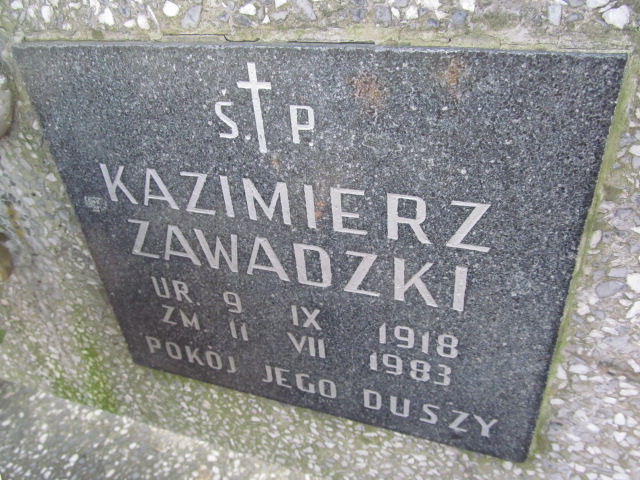 Ś. P.
KAZIMIERZ
ZAWADZKI
UR. 9 IX 1918
ZM. 11 VII 1983
POKÓJ JEGO DUSZY